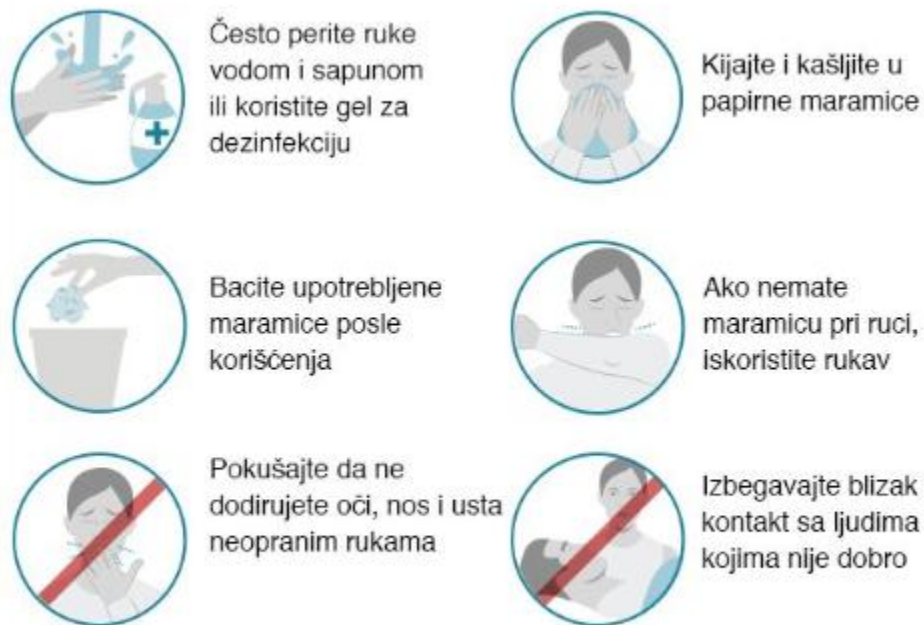 Često perite ruke
vodom i sapunom
ili koristite gel za
dezinfekciju
Kijajte i kašljite u
papirne maramice
Bacite upotrebljene
maramice posle
korišćenja
Ako nemate
maramicu pri ruci,
iskoristite rukav
Pokušajte da ne
dodirujete oči, nos i usta
neopranim rukama
Izbegavajte blizak
kontakt sa ljudima
kojima nije dobro